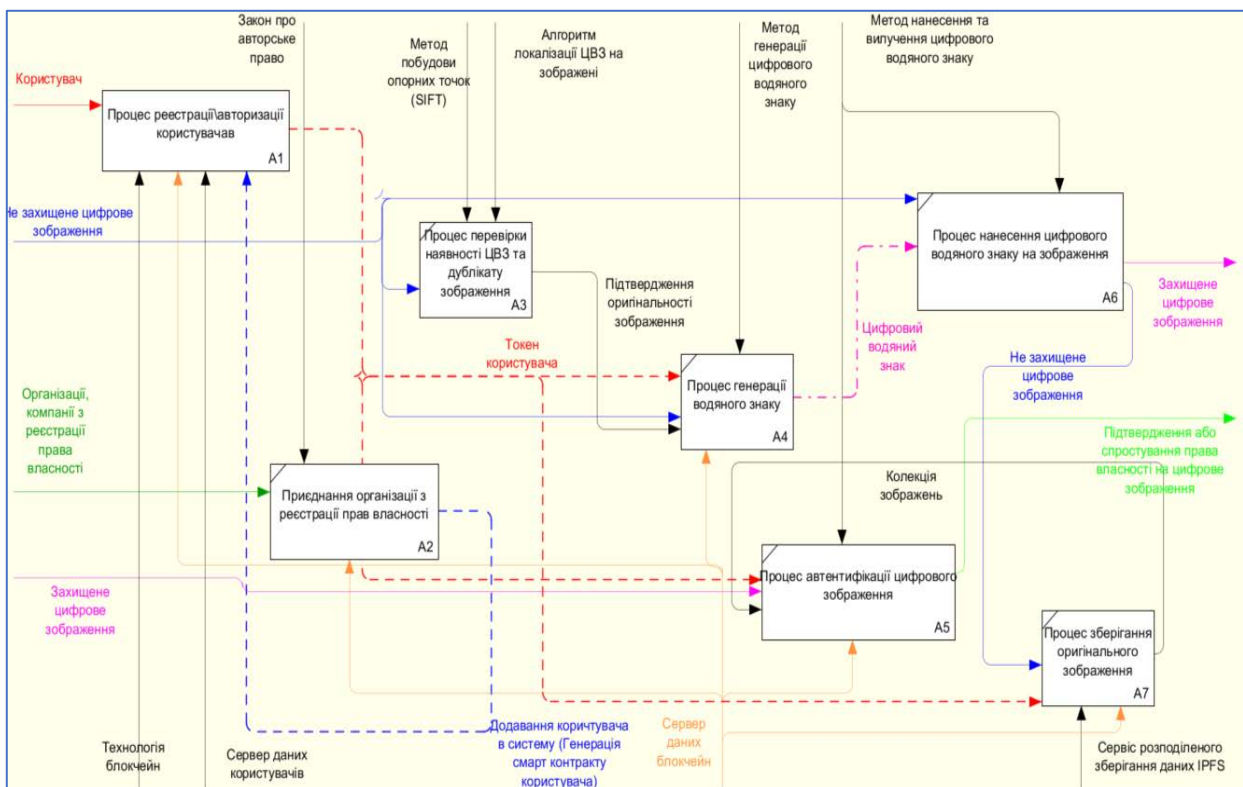 Закон про
авторське
право
Метод
побудови
опорних точок
(SIFT)
Алгоритм
локалізації ЦВЗ на
зображені
Метод
генерації
цифрового
водяного
знаку
Метод нанесення та
вилучення цифрового
водяного знаку
Користувач
Процес реестрації\авторизації
користувачав
A1
Не захищене цифрове
зображення
Процес перевірки
наявності ЦВЗ та
дублікату
зображення
A3
Підтвердження
оригінальності
зображення
Процес нанесення цифрового
водяного знаку на зображення
A6
Захищене
цифрове
зображення
Цифровий
водяний
знак
Не захищене
цифрове
зображення
Токен
користувача
Процес генерації
водяного знаку
A4
Організації,
компанії з
реєстрації
права
власності
Приєднання організації з
реєстрації прав власності
A2
Колекція
зображень
Підтвердження або
спростування права
власності на цифрове
зображення
Процес автентифікації цифрового
зображення
A5
Захищене
цифрове
зображення
Процес зберігання
оригінального
зображення
A7
Технологія
блокчейн
Сервер даних
користувачів
Додавання коричтувача
в систему (Генерація
смарт контракту
користувача)
Сервер
даних
блокчейн
Сервіс розподіленого
зберігання даних IPFS